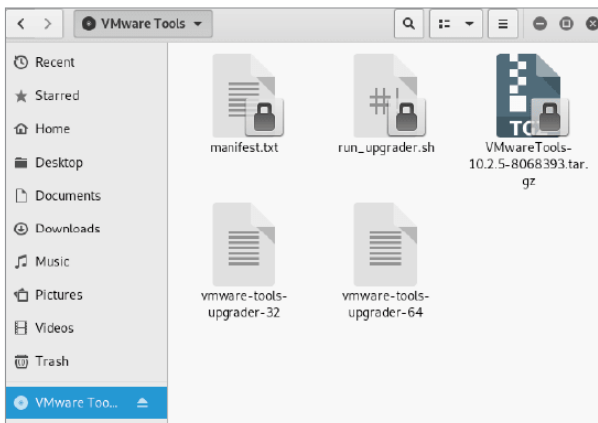 VMware Tools
Recent
Starred
Home
Desktop
Documents
Downloads
Music
Pictures
Videos
Trash
VMware Too...
manifest.txt
run_upgrader.sh
TGZ
VMwareTools-
10.2.5-8068393.tar.
gz
vmware-tools-
upgrader-32
vmware-tools-
upgrader-64